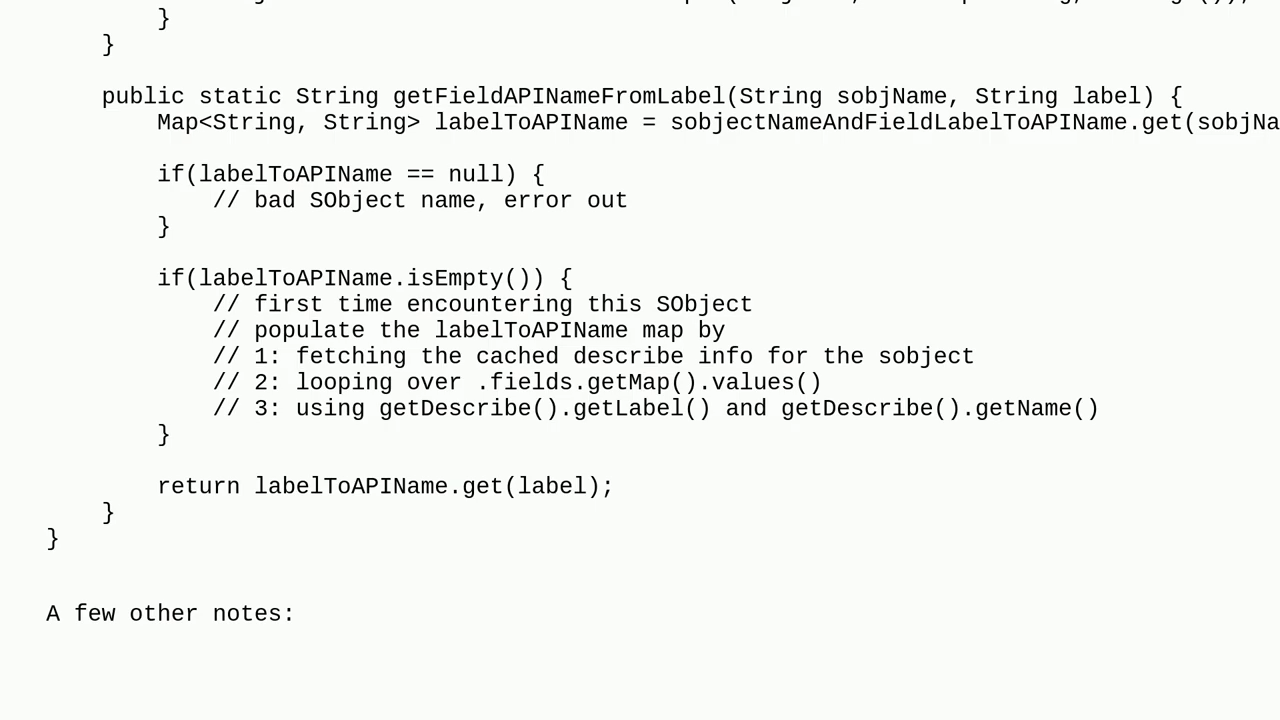 }
}
public static String getFieldAPINameFromLabel(String sobjName, String label) {
Map<String, String> labelToAPIName = sobjectNameAndFieldLabelToAPIName.get(sobjNa
if(labelToAPIName == null) {
// bad SObject name, error out
}
if(labelToAPIName.isEmpty()) {
// first time encountering this SObject
// populate the labelToAPIName map by
// 1: fetching the cached describe info for the sobject
// 2: looping over .fields.getMap().values()
// 3: using getDescribe().getLabel() and getDescribe().getName()
}
return labelToAPIName.get(label);
}
}
A few other notes: